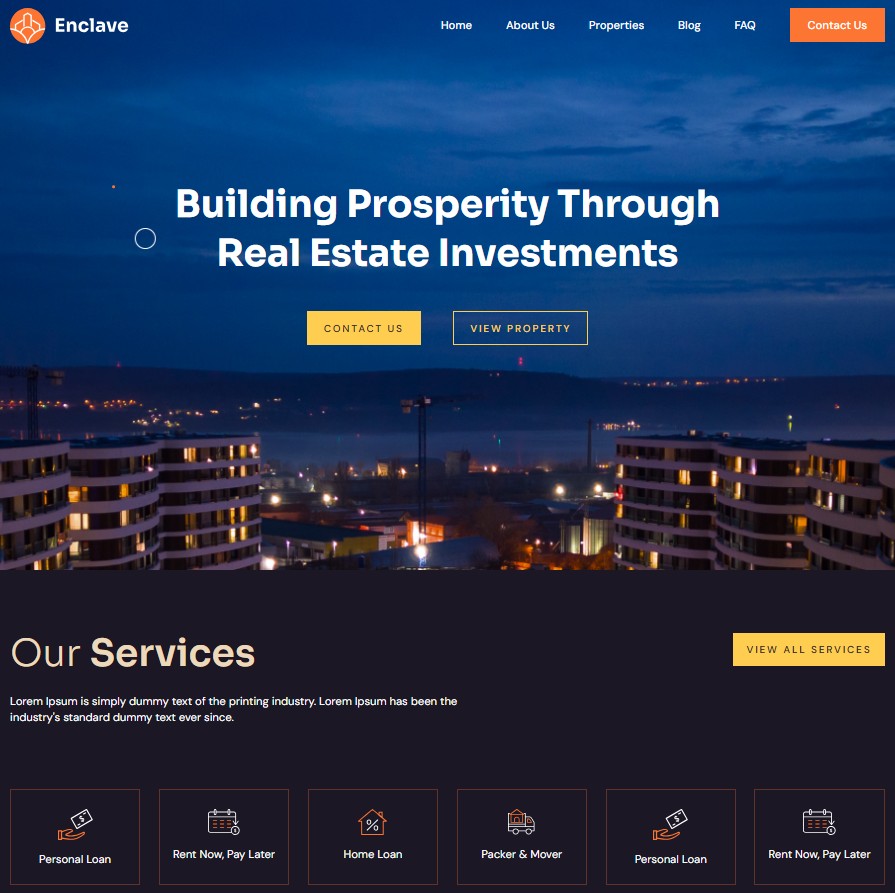 Enclave
Home About Us Properties Blog FAQ Contact Us
Building Prosperity Through
Real Estate Investments
CONTACT US VIEW PROPERTY
Our Services
VIEW ALL SERVICES
Lorem Ipsum is simply dummy text of the printing industry. Lorem Ipsum has been the
industry's standard dummy text ever since.
Personal Loan Rent Now, Pay Later Home Loan Packer & Mover Personal Loan Rent Now, Pay Later